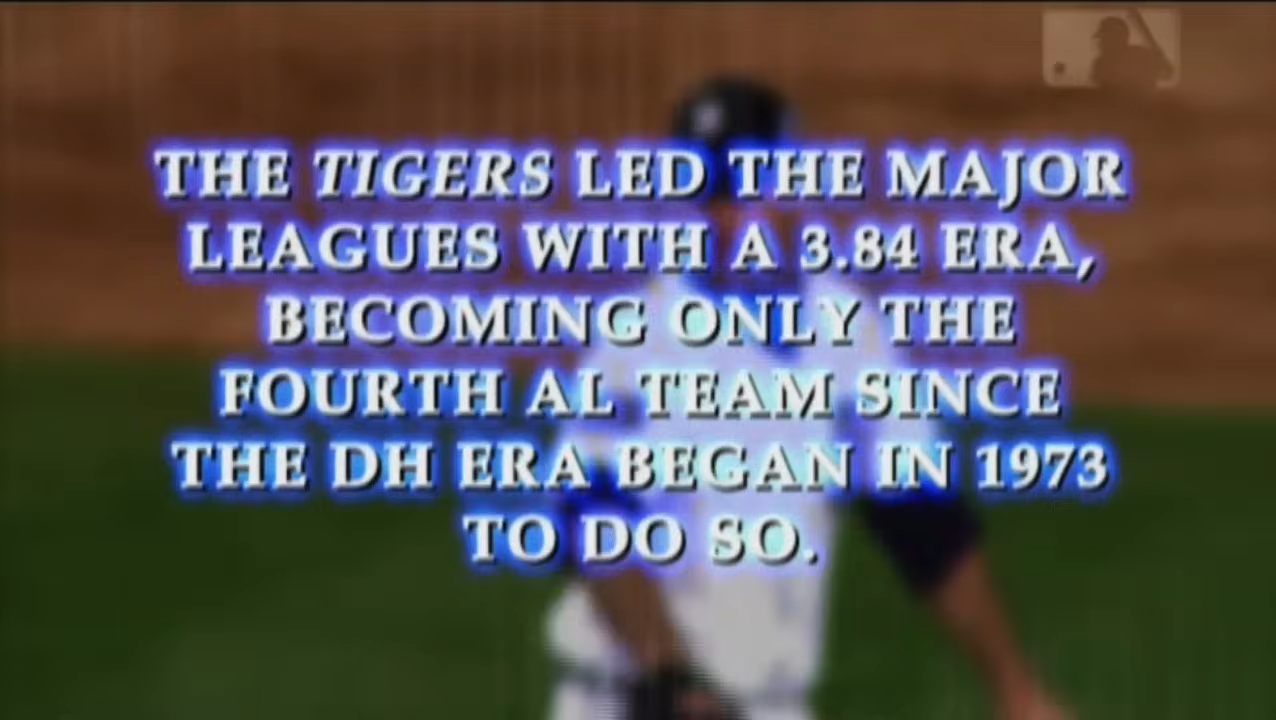 THE TIGERS LED THE MAJOR
LEAGUES WITH A 3.84 ERA,
BECOMING ONLY THE
FOURTH AL TEAM SINCE
THE DH ERA BEGAN IN 1973
TO DO SO.